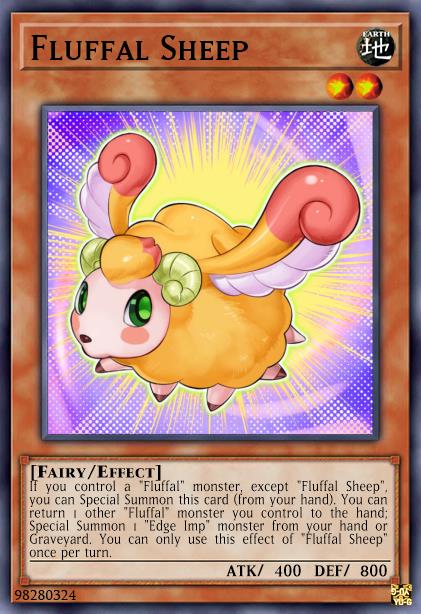 FLUFFAL SHEEP
EARTH
地
[FAIRY/EFFECT]
If you control a "Fluffal" monster, except "Fluffal Sheep",
you can Special Summon this card (from your hand). You can
return 1 other "Fluffal" monster you control to the hand;
Special Summon 1 "Edge Imp" monster from your hand or
Graveyard. You can only use this effect of "Fluffal Sheep"
once per turn.
ATK/ 400 DEF/ 800
98280324